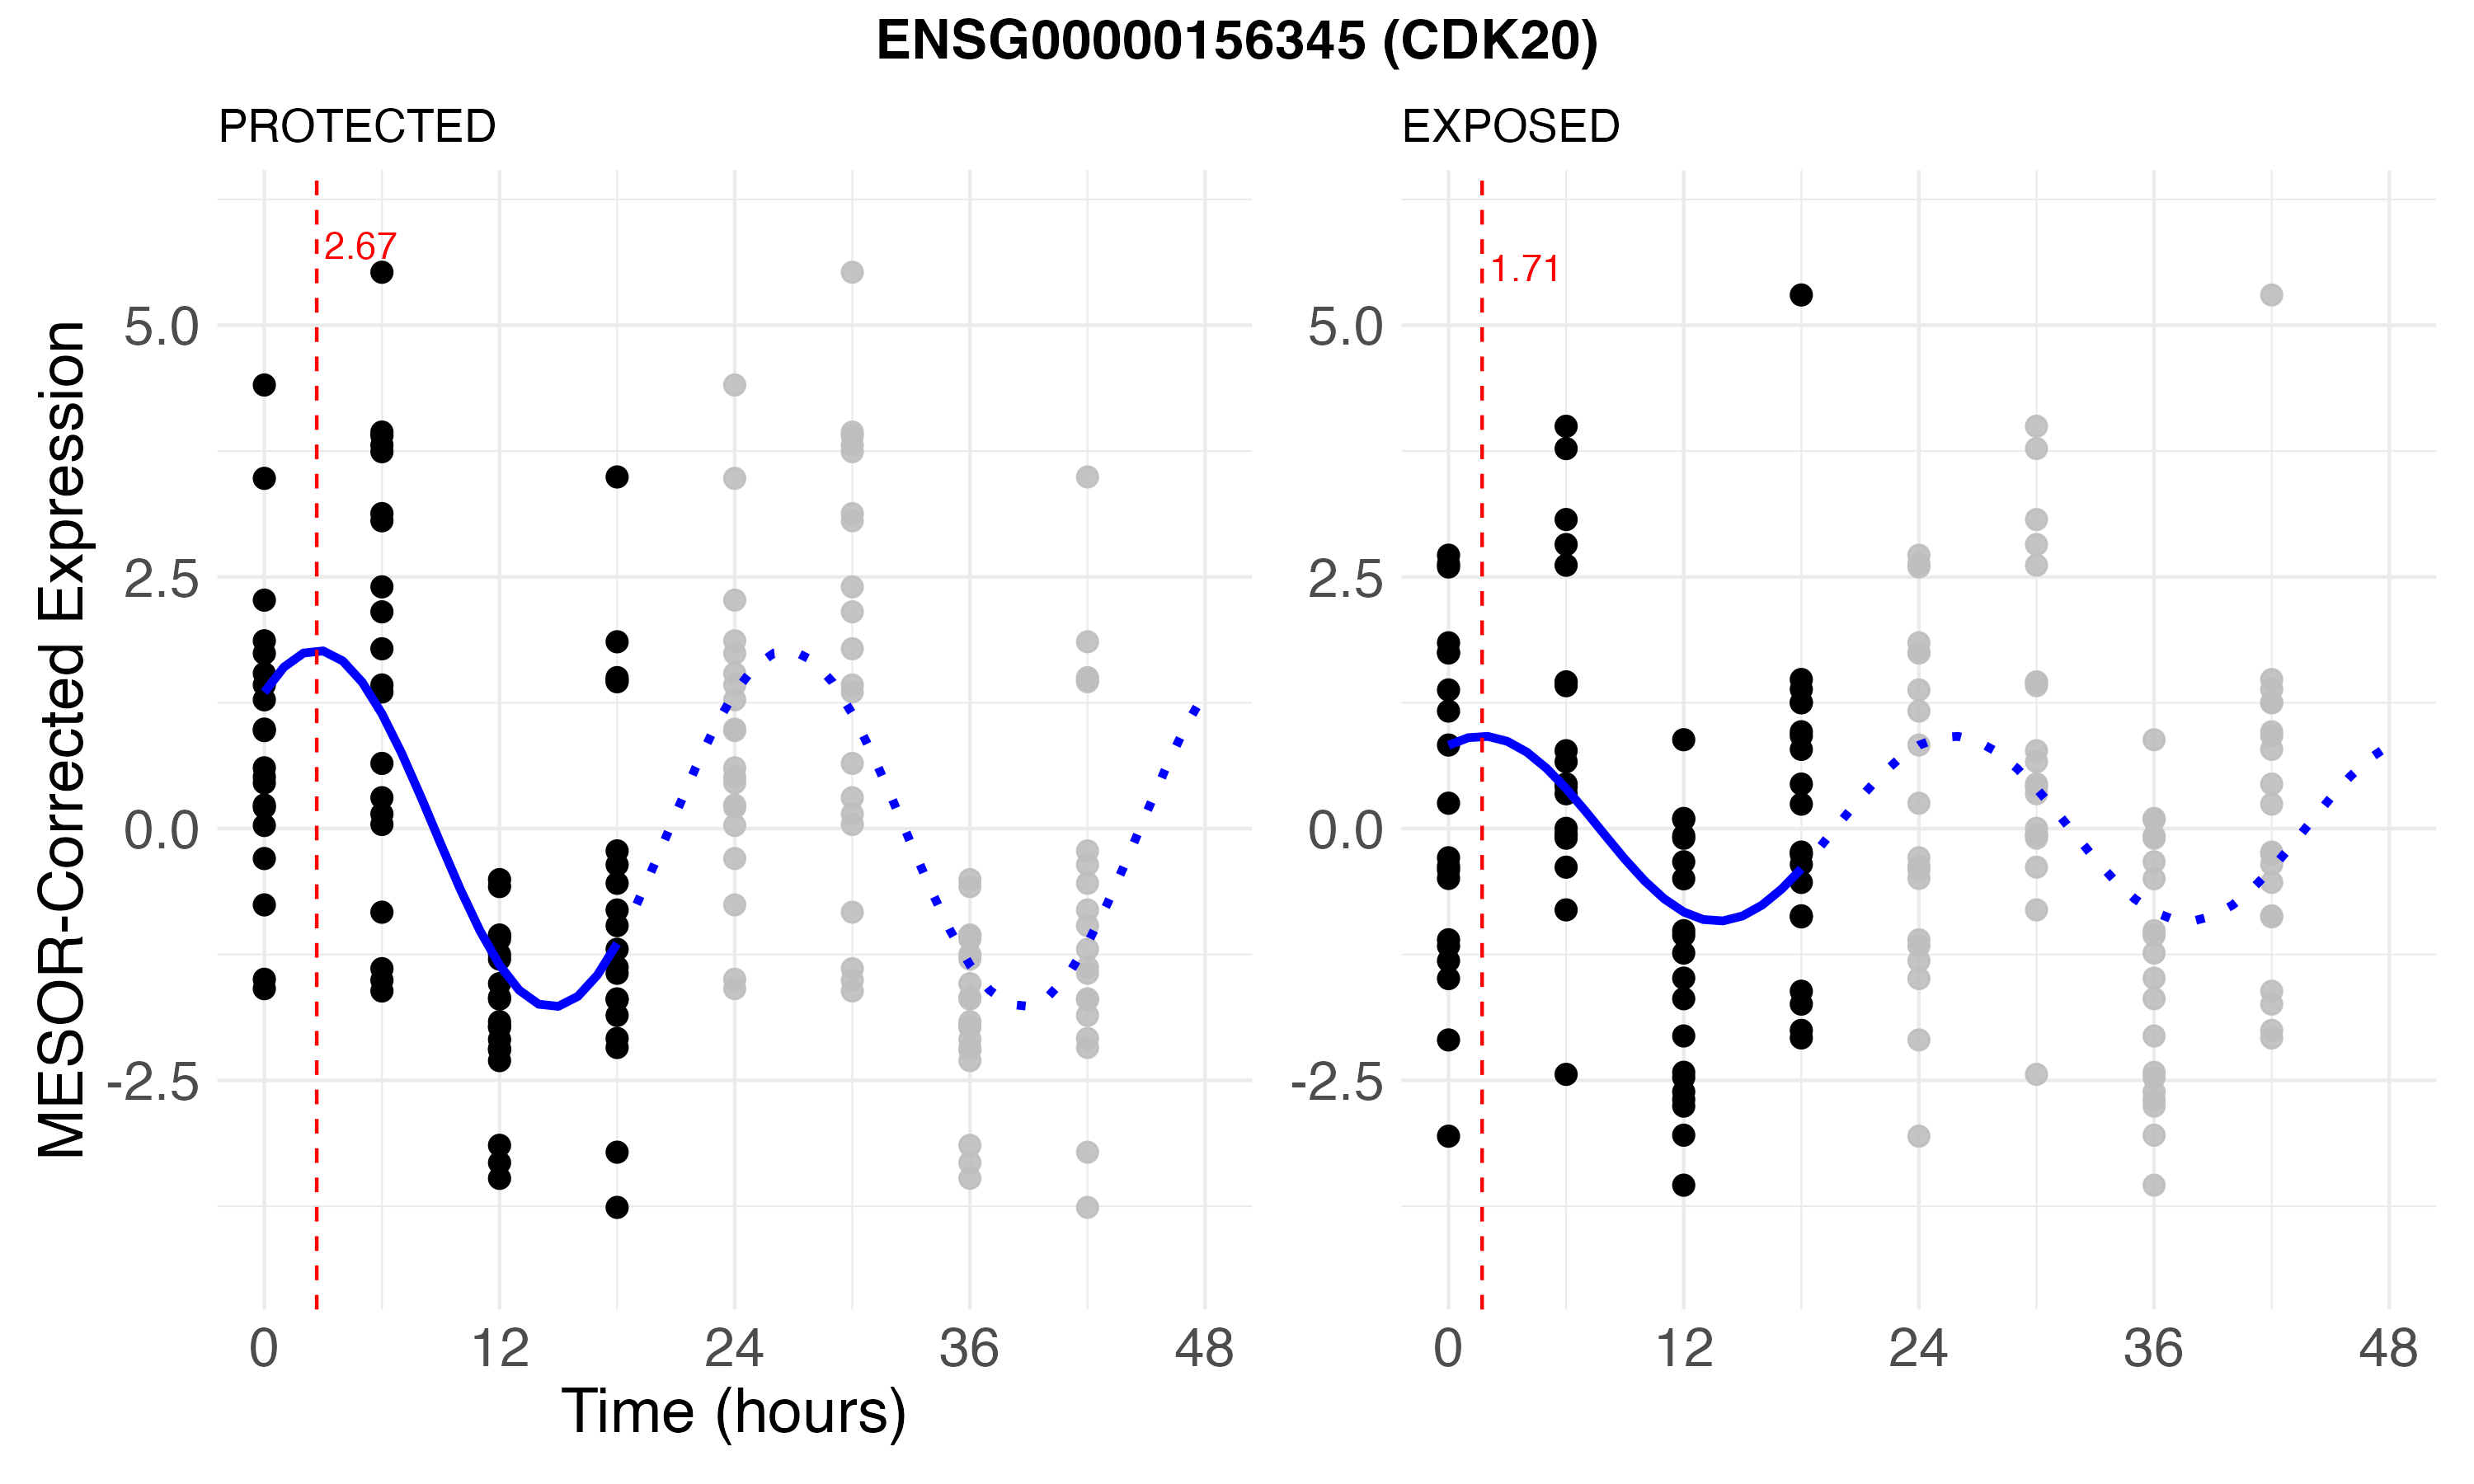 ENSG00000156345 (CDK20)
PROTECTED
EXPOSED
MESOR-Corrected Expression
2.67
5.0
2.5
0.0
-2.5
0 12 24 36 48
Time (hours)
1.71
5.0
2.5
0.0
-2.5
0 12 24 36 48